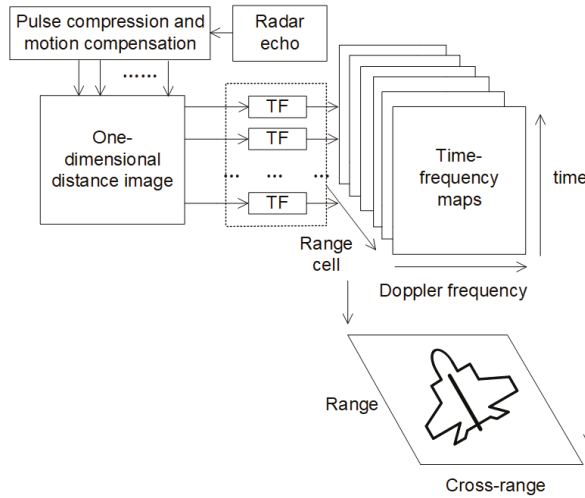 Pulse compression and
motion compensation
Radar
echo
......
One-
dimensional
distance image
TF
TF
... ... ...
TF
Time-
frequency
maps
time
Range
cell
Doppler frequency
Range
Cross-range